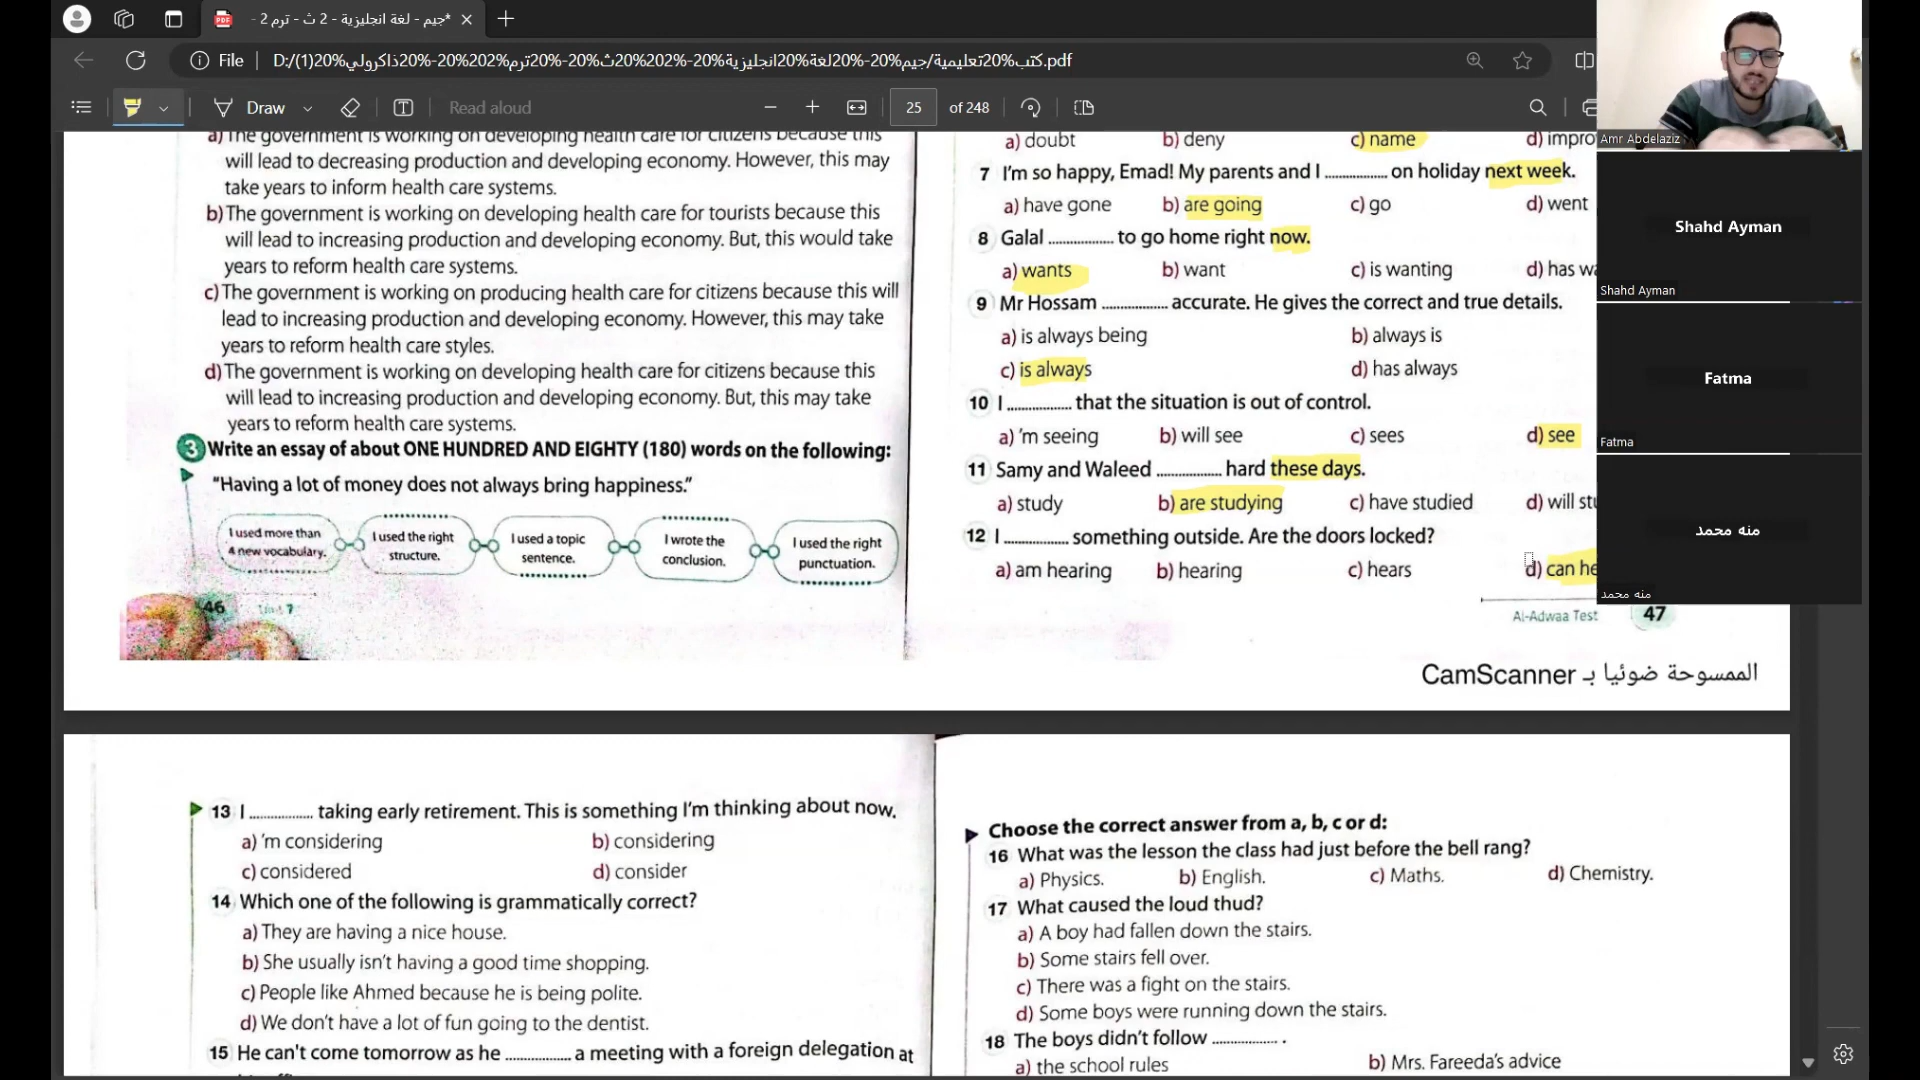 *جيم - لغة انجليزية - 2 ث - ترم 2 -
File
D:/(1)ذاكرولي%20-%20ترم%202%20-%20ث%202%20-%20انجليزية%20لغة%20-%20جيم/تعليمية%20كتب.pdf
Draw
Read aloud
25 of 248
a) The government is working on developing health care for citizens because this
will lead to decreasing production and developing economy. However, this may
take years to inform health care systems.
b) The government is working on developing health care for tourists because this
will lead to increasing production and developing economy. But, this would take
years to reform health care systems.
c) The government is working on producing health care for citizens because this will
lead to increasing production and developing economy. However, this may take
years to reform health care styles.
d) The government is working on developing health care for citizens because this
will lead to increasing production and developing economy. But, this may take
years to reform health care systems.
3 Write an essay of about ONE HUNDRED AND EIGHTY (180) words on the following:
"Having a lot of money does not always bring happiness."
I used more than
4 new vocabulary.
I used the right
structure.
I used a topic
sentence.
I wrote the
conclusion.
I used the right
punctuation.
46 Unit 7
a) doubt b) deny c) name d) impro
7 I'm so happy, Emad! My parents and I ................ on holiday next week.
a) have gone b) are going c) go d) went
8 Galal ................ to go home right now.
a) wants b) want c) is wanting d) has wa
9 Mr Hossam ................ accurate. He gives the correct and true details.
a) is always being b) always is
c) is always d) has always
10 I ................ that the situation is out of control.
a) 'm seeing b) will see c) sees d) see
11 Samy and Waleed ................ hard these days.
a) study b) are studying c) have studied d) will stu
12 I ................ something outside. Are the doors locked?
a) am hearing b) hearing c) hears d) can he
Al-Adwaa Test 47
الممسوحة ضوئيا بـ CamScanner
13 I ................ taking early retirement. This is something I'm thinking about now.
a) 'm considering b) considering
c) considered d) consider
14 Which one of the following is grammatically correct?
a) They are having a nice house.
b) She usually isn't having a good time shopping.
c) People like Ahmed because he is being polite.
d) We don't have a lot of fun going to the dentist.
15 He can't come tomorrow as he ................ a meeting with a foreign delegation at
Choose the correct answer from a, b, c or d:
16 What was the lesson the class had just before the bell rang?
a) Physics. b) English. c) Maths. d) Chemistry.
17 What caused the loud thud?
a) A boy had fallen down the stairs.
b) Some stairs fell over.
c) There was a fight on the stairs.
d) Some boys were running down the stairs.
18 The boys didn't follow ................ .
a) the school rules b) Mrs. Fareeda's advice
Amr Abdelaziz
Shahd Ayman
Shahd Ayman
Fatma
Fatma
منه محمد
منه محمد